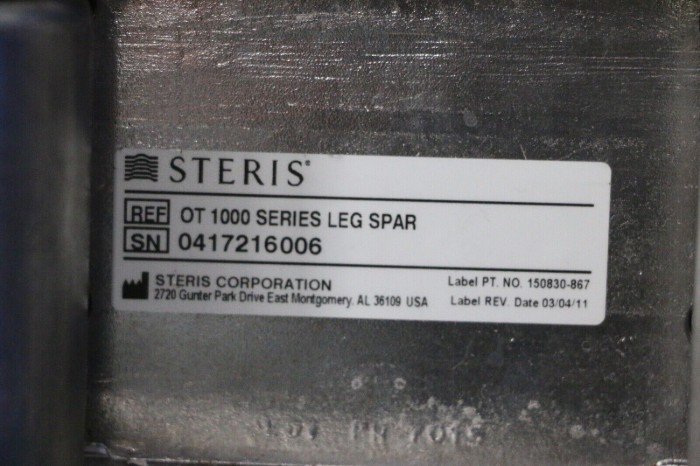 STERIS®
REF OT 1000 SERIES LEG SPAR
SN 0417216006
STERIS CORPORATION
2720 Gunter Park Drive East Montgomery, AL 36109 USA
Label PT. NO. 150830-867
Label REV. Date 03/04/11